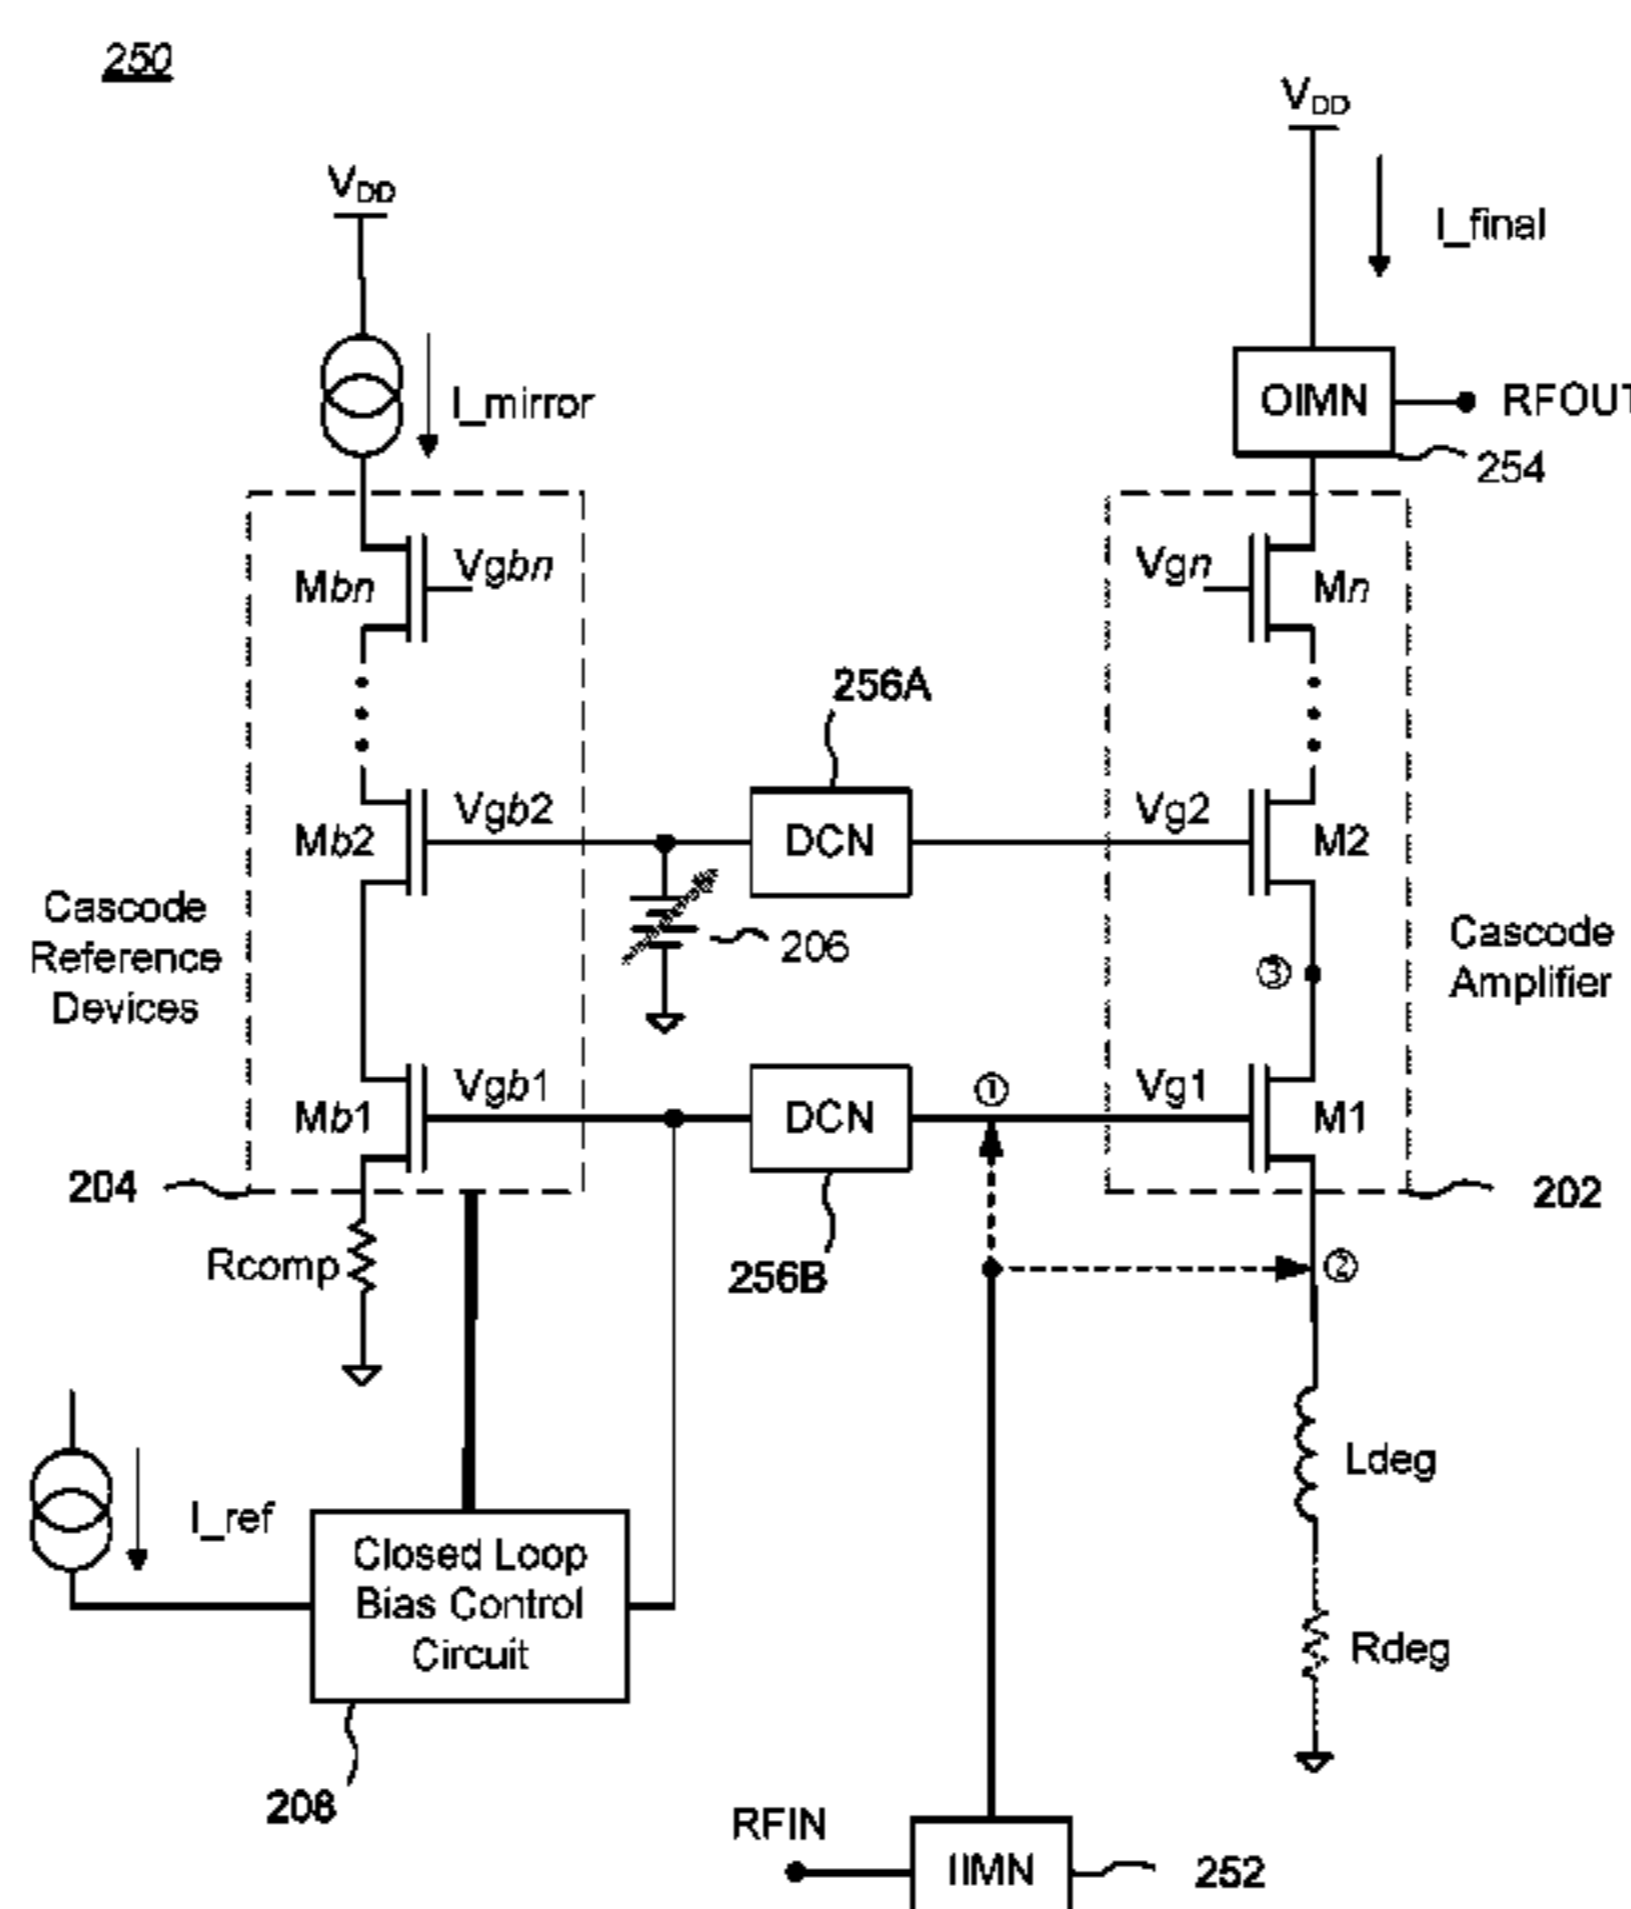 250
VDD
VDD
I_final
I_mirror
OIMN
RFOUT
254
Mbn
Vgbn
Vgn
Mn
256A
Mb2
Vgb2
DCN
Vg2
M2
Cascode
Reference
Devices
206
③
Cascode
Amplifier
Mb1
Vgb1
DCN
①
Vg1
M1
204
202
Rcomp
256B
②
Ldeg
I_ref
Closed Loop
Bias Control
Circuit
Rdeg
208
RFIN
IIMN
252